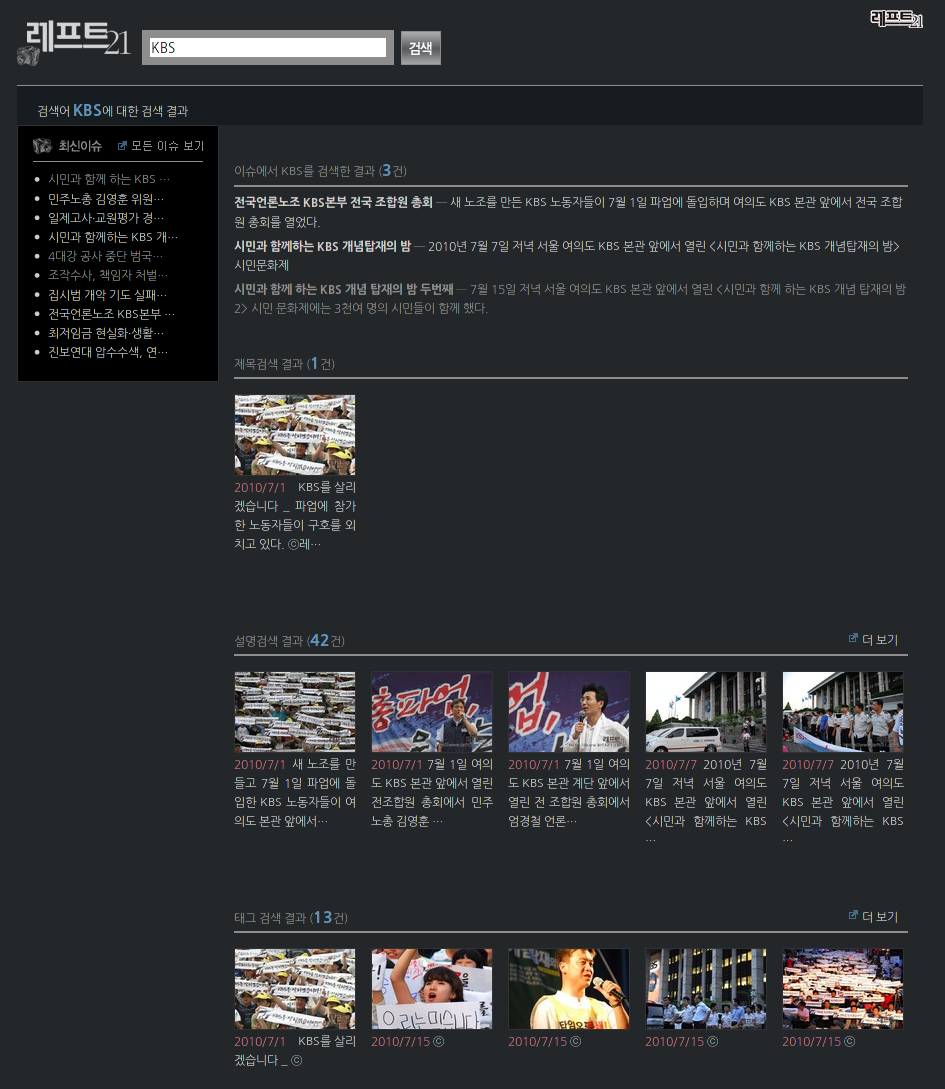 레프트21
레프트21
KBS
검색
검색어 KBS에 대한 검색 결과
최신이슈
모든 이슈 보기
시민과 함께 하는 KBS …
민주노총 김영훈 위원…
일제고사·교원평가 경…
시민과 함께하는 KBS 개…
4대강 공사 중단 범국…
조작수사, 책임자 처벌…
집시법 개악 기도 실패…
전국언론노조 KBS본부 …
최저임금 현실화·생활…
진보연대 압수수색, 연…
이슈에서 KBS를 검색한 결과 (3건)
전국언론노조 KBS본부 전국 조합원 총회 ─ 새 노조를 만든 KBS 노동자들이 7월 1일 파업에 돌입하며 여의도 KBS 본관 앞에서 전국 조합
원 총회를 열었다.
시민과 함께하는 KBS 개념탑재의 밤 ─ 2010년 7월 7일 저녁 서울 여의도 KBS 본관 앞에서 열린 <시민과 함께하는 KBS 개념탑재의 밤>
시민문화제
시민과 함께 하는 KBS 개념 탑재의 밤 두번째 ─ 7월 15일 저녁 서울 여의도 KBS 본관 앞에서 열린 <시민과 함께 하는 KBS 개념 탑재의 밤
2> 시민 문화제에는 3천여 명의 시민들이 함께 했다.
제목검색 결과 (1건)
2010/7/1 KBS를 살리
겠습니다 _ 파업에 참가
한 노동자들이 구호를 외
치고 있다. ⓒ레…
설명검색 결과 (42건)
더 보기
총파업,
업,
레프트
2010/7/1 새 노조를 만
들고 7월 1일 파업에 돌
입한 KBS 노동자들이 여
의도 본관 앞에서…
2010/7/1 7월 1일 여의
도 KBS 본관 앞에서 열린
전조합원 총회에서 민주
노총 김영훈 …
2010/7/1 7월 1일 여의
도 KBS 본관 계단 앞에서
열린 전 조합원 총회에서
엄경철 언론…
2010/7/7 2010년 7월
7일 저녁 서울 여의도
KBS 본관 앞에서 열린
<시민과 함께하는 KBS
…
2010/7/7 2010년 7월
7일 저녁 서울 여의도
KBS 본관 앞에서 열린
<시민과 함께하는 KBS
…
태그 검색 결과 (13건)
더 보기
2010/7/1 KBS를 살리
겠습니다 _ ⓒ
2010/7/15 ⓒ
2010/7/15 ⓒ
2010/7/15 ⓒ
2010/7/15 ⓒ